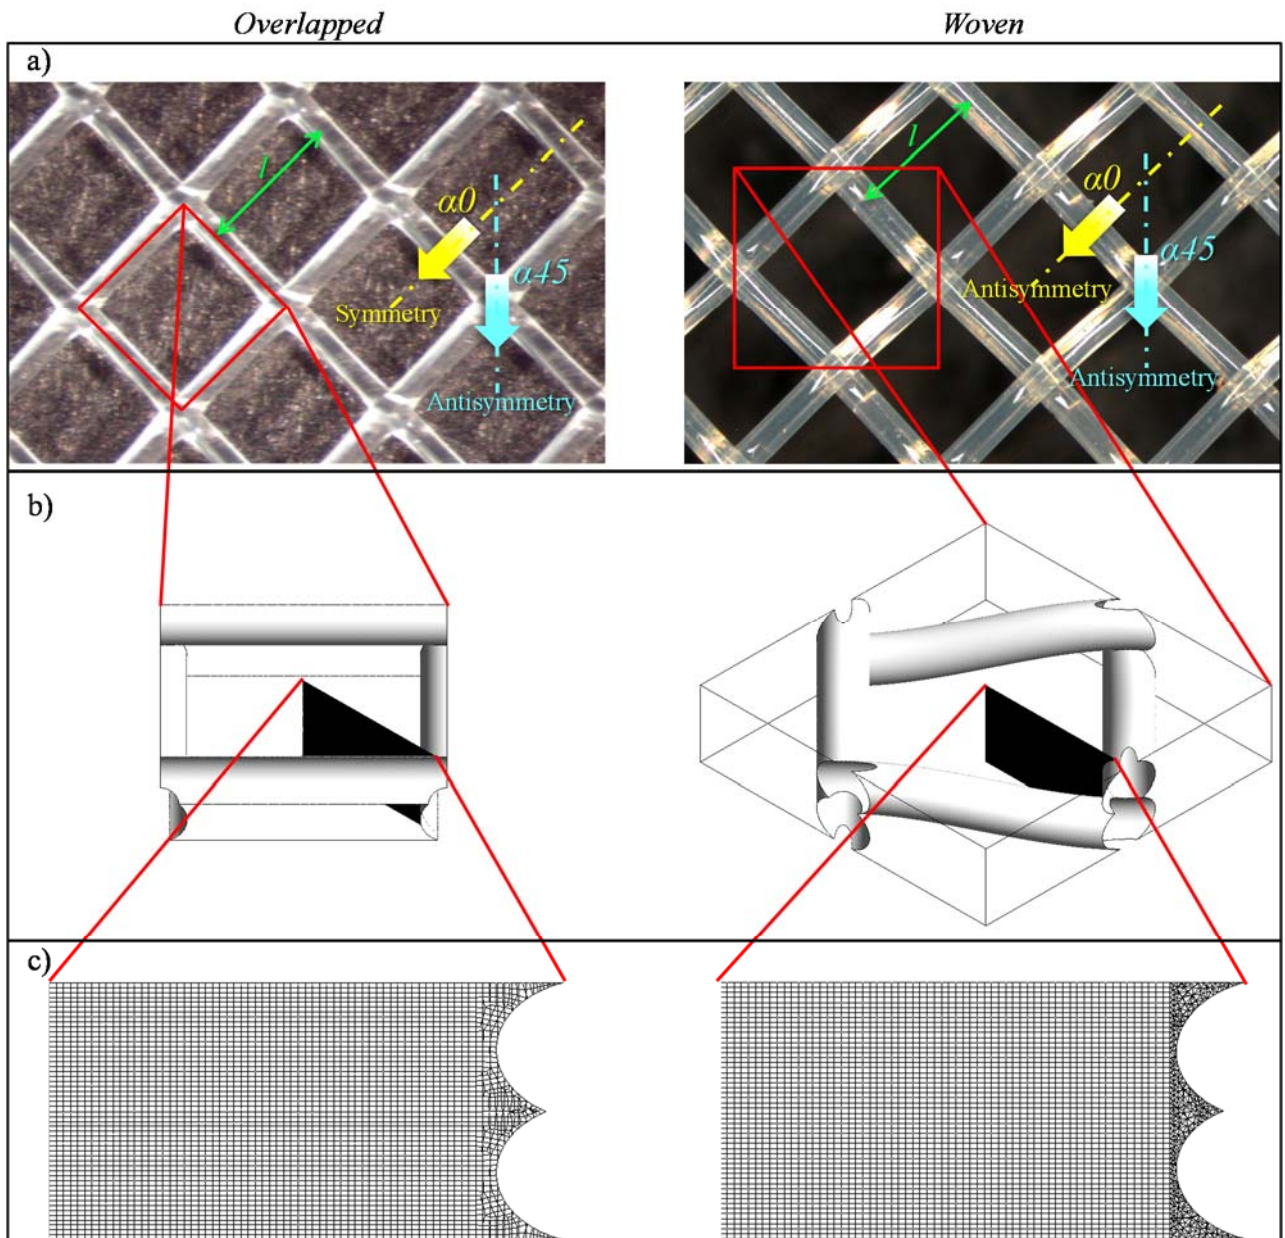 Overlapped
Woven
a)
l
α0
α45
Symmetry
Antisymmetry
l
α0
α45
Antisymmetry
Antisymmetry
b)
c)